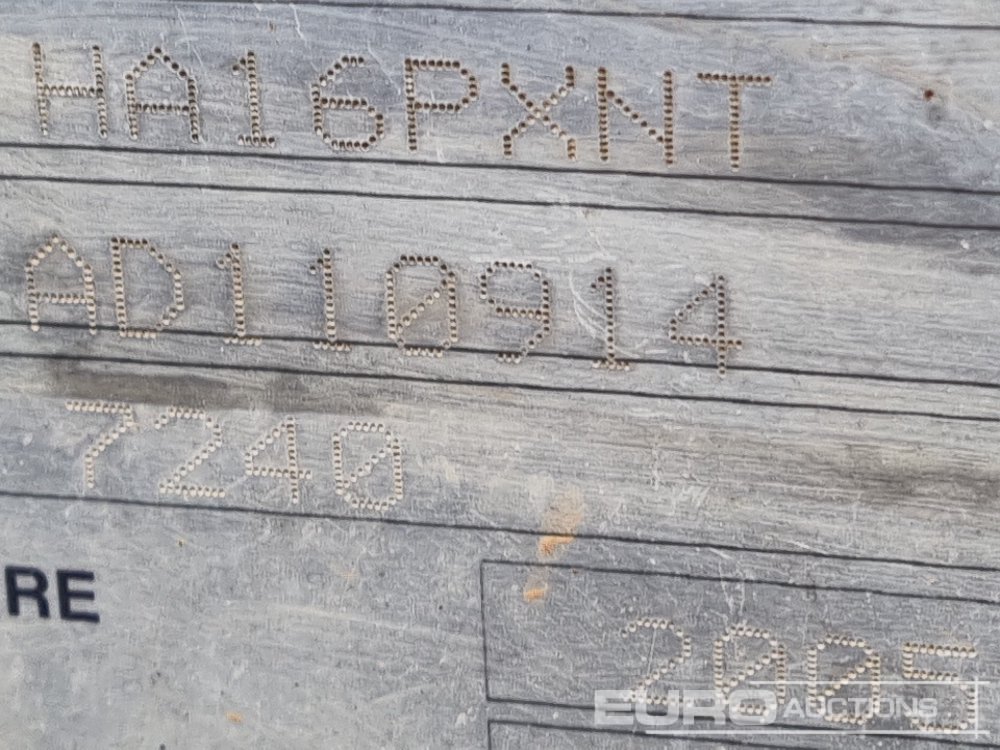 HA16PXNT
AD110914
7240
RE
2005
EURO AUCTIONS